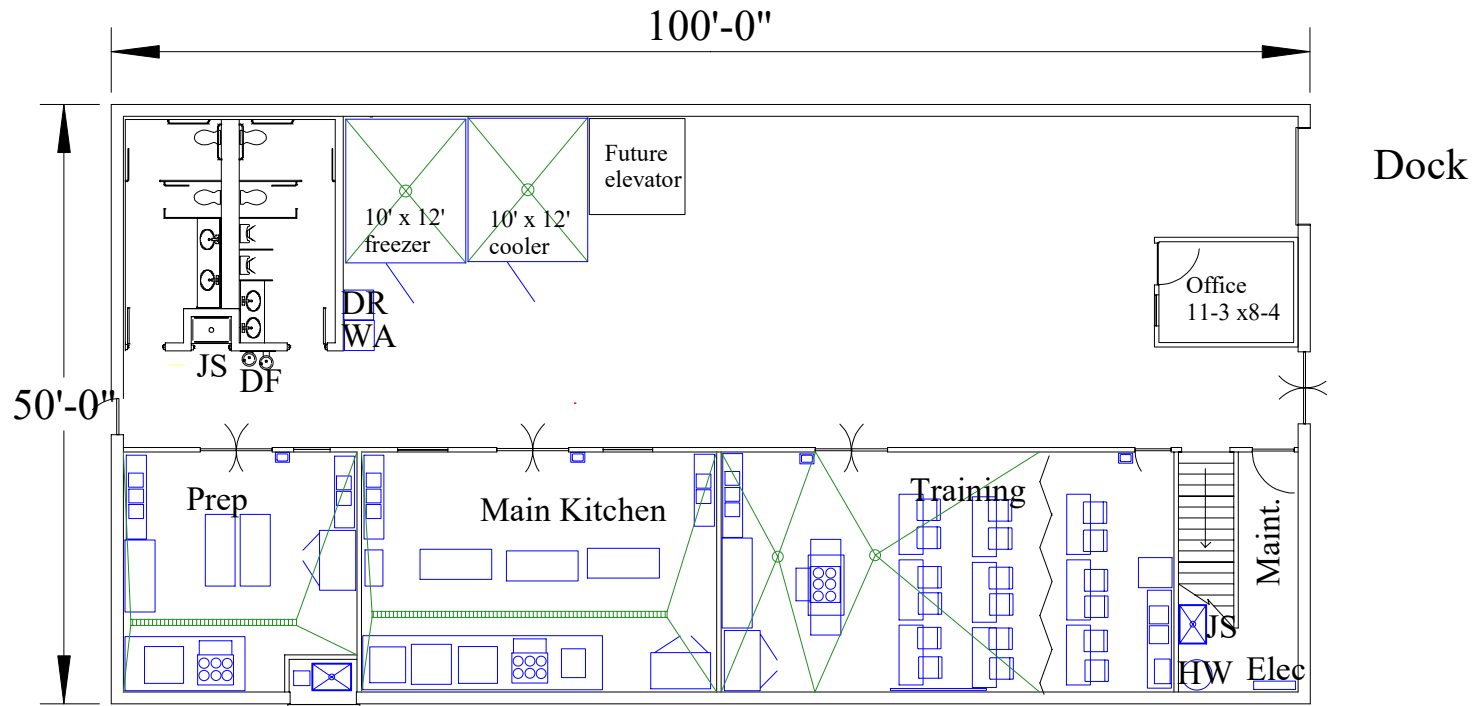 100'-0"
Dock
Future
elevator
10' x 12'
freezer
10' x 12'
cooler
Office
11-3 x8-4
DR
WA
JS
DF
50'-0"
Prep
Main Kitchen
Training
Maint.
JS
HW
Elec